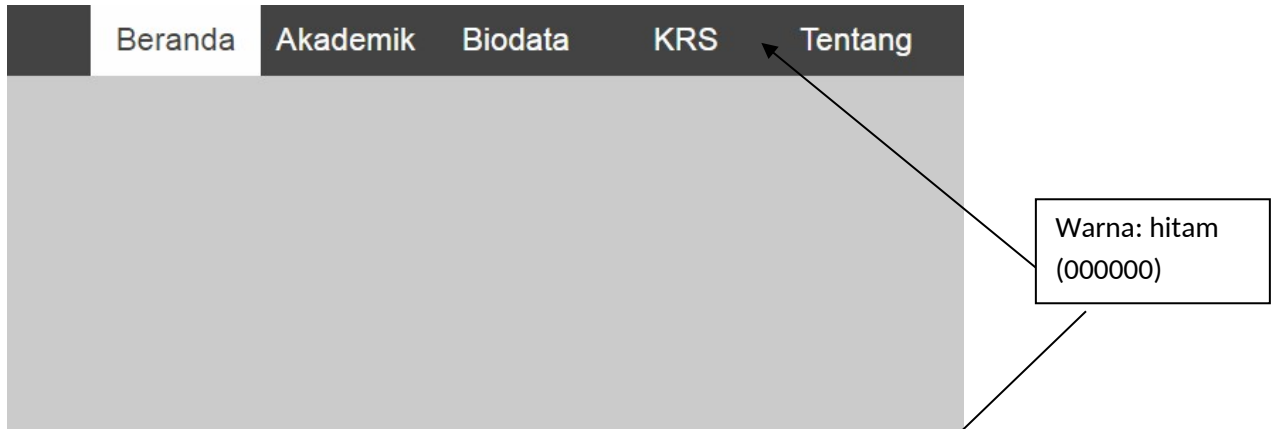 Beranda Akademik Biodata KRS Tentang
Warna: hitam
(000000)